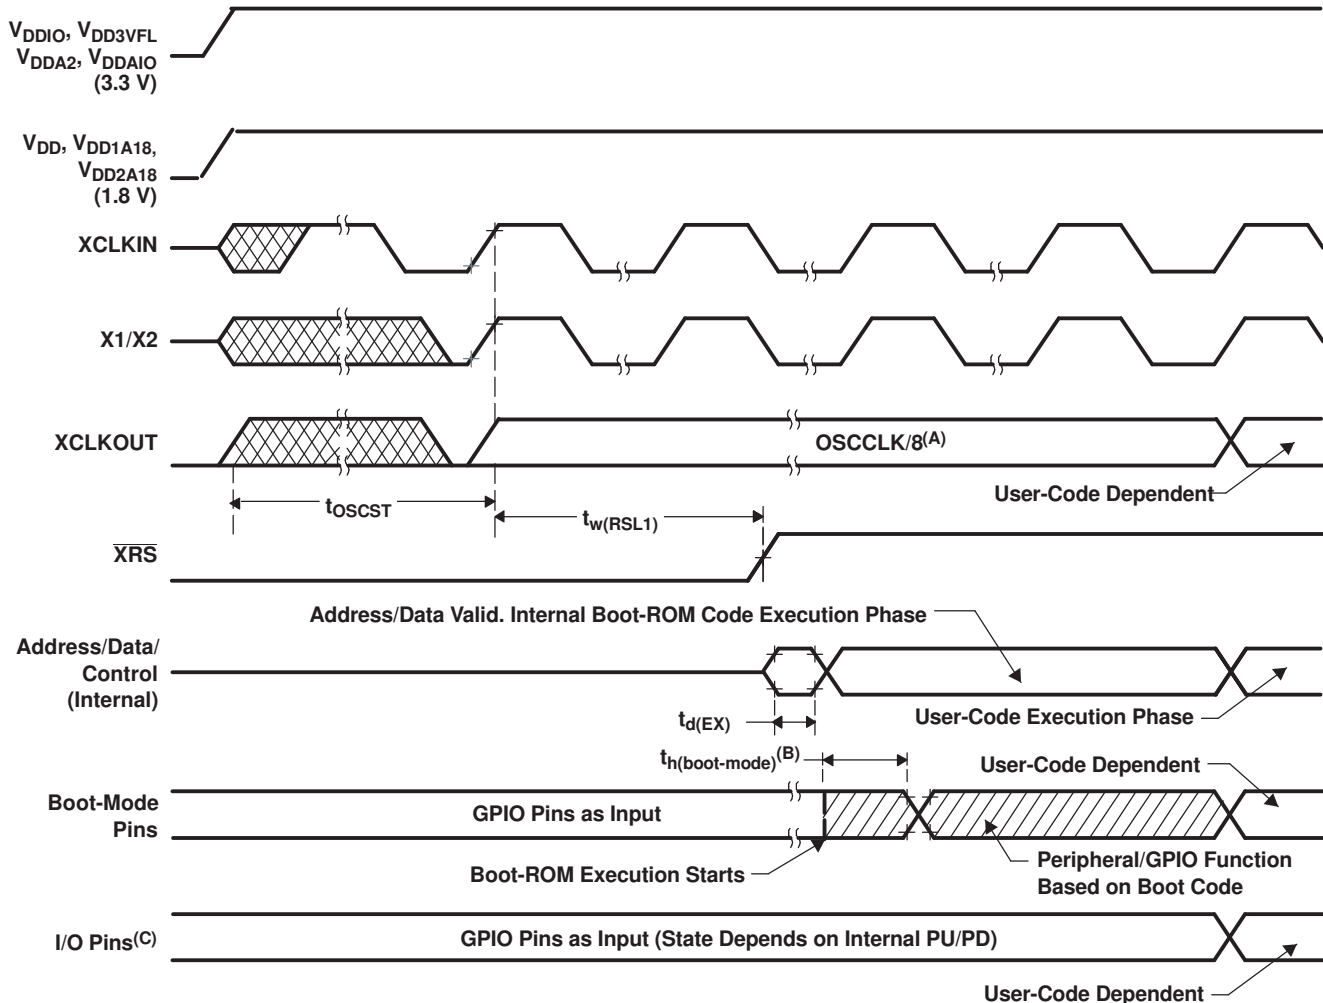 VDDIO, VDD3VFL
VDDA2, VDDAIO
(3.3 V)
VDD, VDD1A18,
VDD2A18
(1.8 V)
XCLKIN
X1/X2
XCLKOUT
OSCCLK/8(A)
User-Code Dependent
tOSCST
tw(RSL1)
XRS
Address/Data Valid. Internal Boot-ROM Code Execution Phase
Address/Data/
Control
(Internal)
td(EX)
User-Code Execution Phase
th(boot-mode)(B)
User-Code Dependent
Boot-Mode
Pins
GPIO Pins as Input
Boot-ROM Execution Starts
Peripheral/GPIO Function
Based on Boot Code
I/O Pins(C)
GPIO Pins as Input (State Depends on Internal PU/PD)
User-Code Dependent